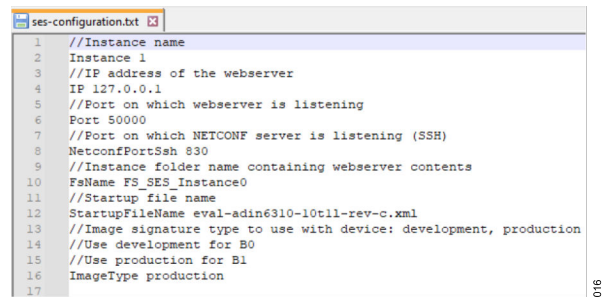 ses-configuration.txt
1 //Instance name
2 Instance 1
3 //IP address of the webserver
4 IP 127.0.0.1
5 //Port on which webserver is listening
6 Port 50000
7 //Port on which NETCONF server is listening (SSH)
8 NetconfPortSsh 830
9 //Instance folder name containing webserver contents
10 FsName FS_SES_Instance0
11 //Startup file name
12 StartupFileName eval-adin6310-10t1l-rev-c.xml
13 //Image signature type to use with device: development, production
14 //Use development for B0
15 //Use production for B1
16 ImageType production
17
016